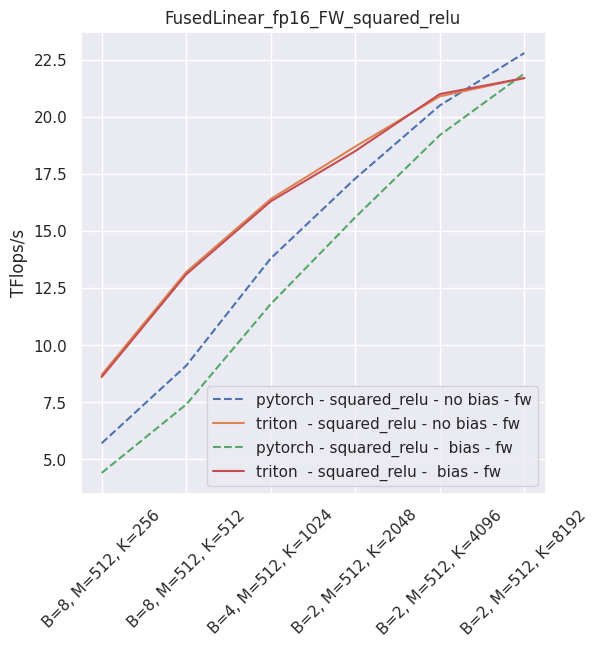 FusedLinear_fp16_FW_squared_relu
TFlops/s
22.5
20.0
17.5
15.0
12.5
10.0
7.5
5.0
pytorch - squared_relu - no bias - fw
triton  - squared_relu - no bias - fw
pytorch - squared_relu -  bias - fw
triton  - squared_relu -  bias - fw
B=8, M=512, K=256
B=8, M=512, K=512
B=4, M=512, K=1024
B=2, M=512, K=2048
B=2, M=512, K=4096
B=2, M=512, K=8192